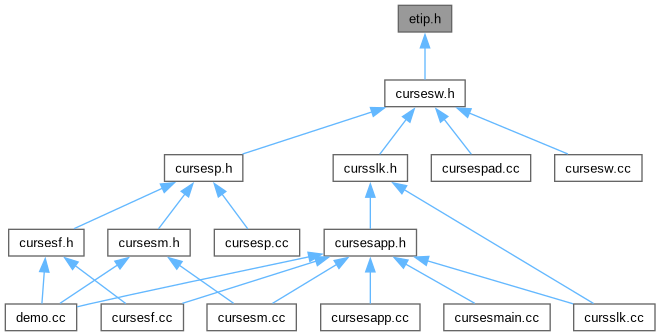 etip.h
cursesw.h
cursesp.h
cursslk.h
cursespad.cc
cursesw.cc
cursesf.h
cursesm.h
cursesp.cc
cursesapp.h
demo.cc
cursesf.cc
cursesm.cc
cursesapp.cc
cursesmain.cc
cursslk.cc